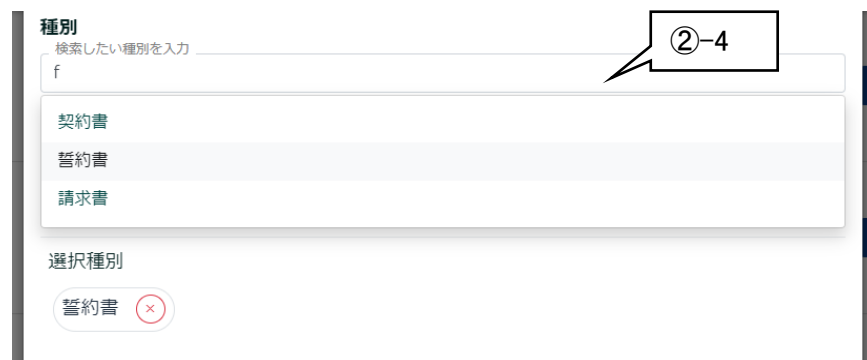 種別
検索したい種別を入力
②-4
f
契約書
誓約書
請求書
選択種別
誓約書